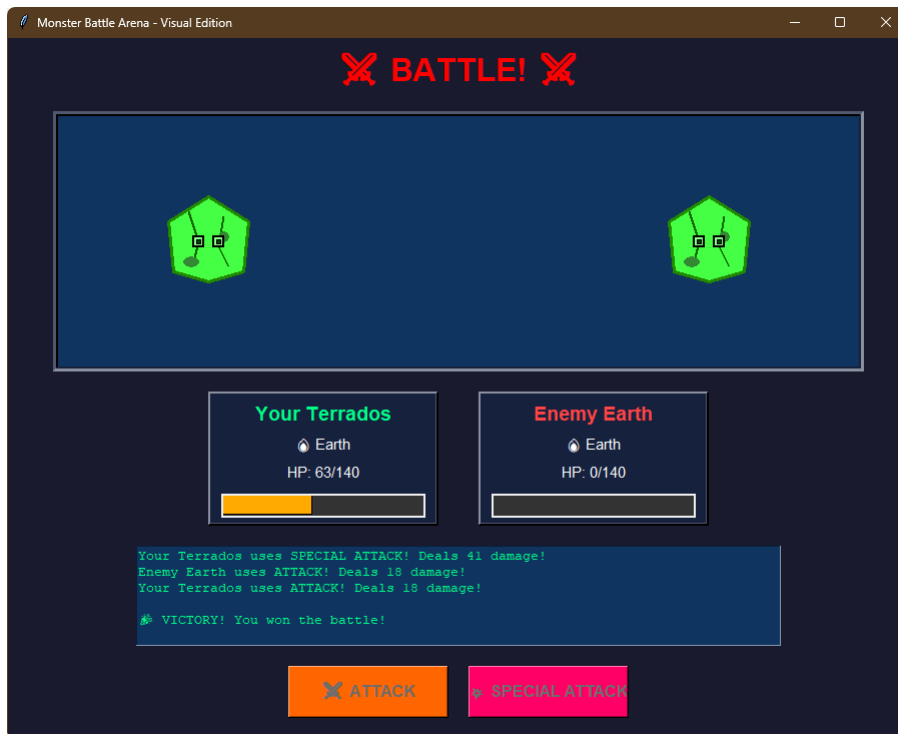 Monster Battle Arena - Visual Edition
⚔ BATTLE! ⚔
Your Terrados
Earth
HP: 63/140
Enemy Earth
Earth
HP: 0/140
Your Terrados uses SPECIAL ATTACK! Deals 41 damage!
Enemy Earth uses ATTACK! Deals 18 damage!
Your Terrados uses ATTACK! Deals 18 damage!
🎉 VICTORY! You won the battle!
⚔ ATTACK
SPECIAL ATTACK